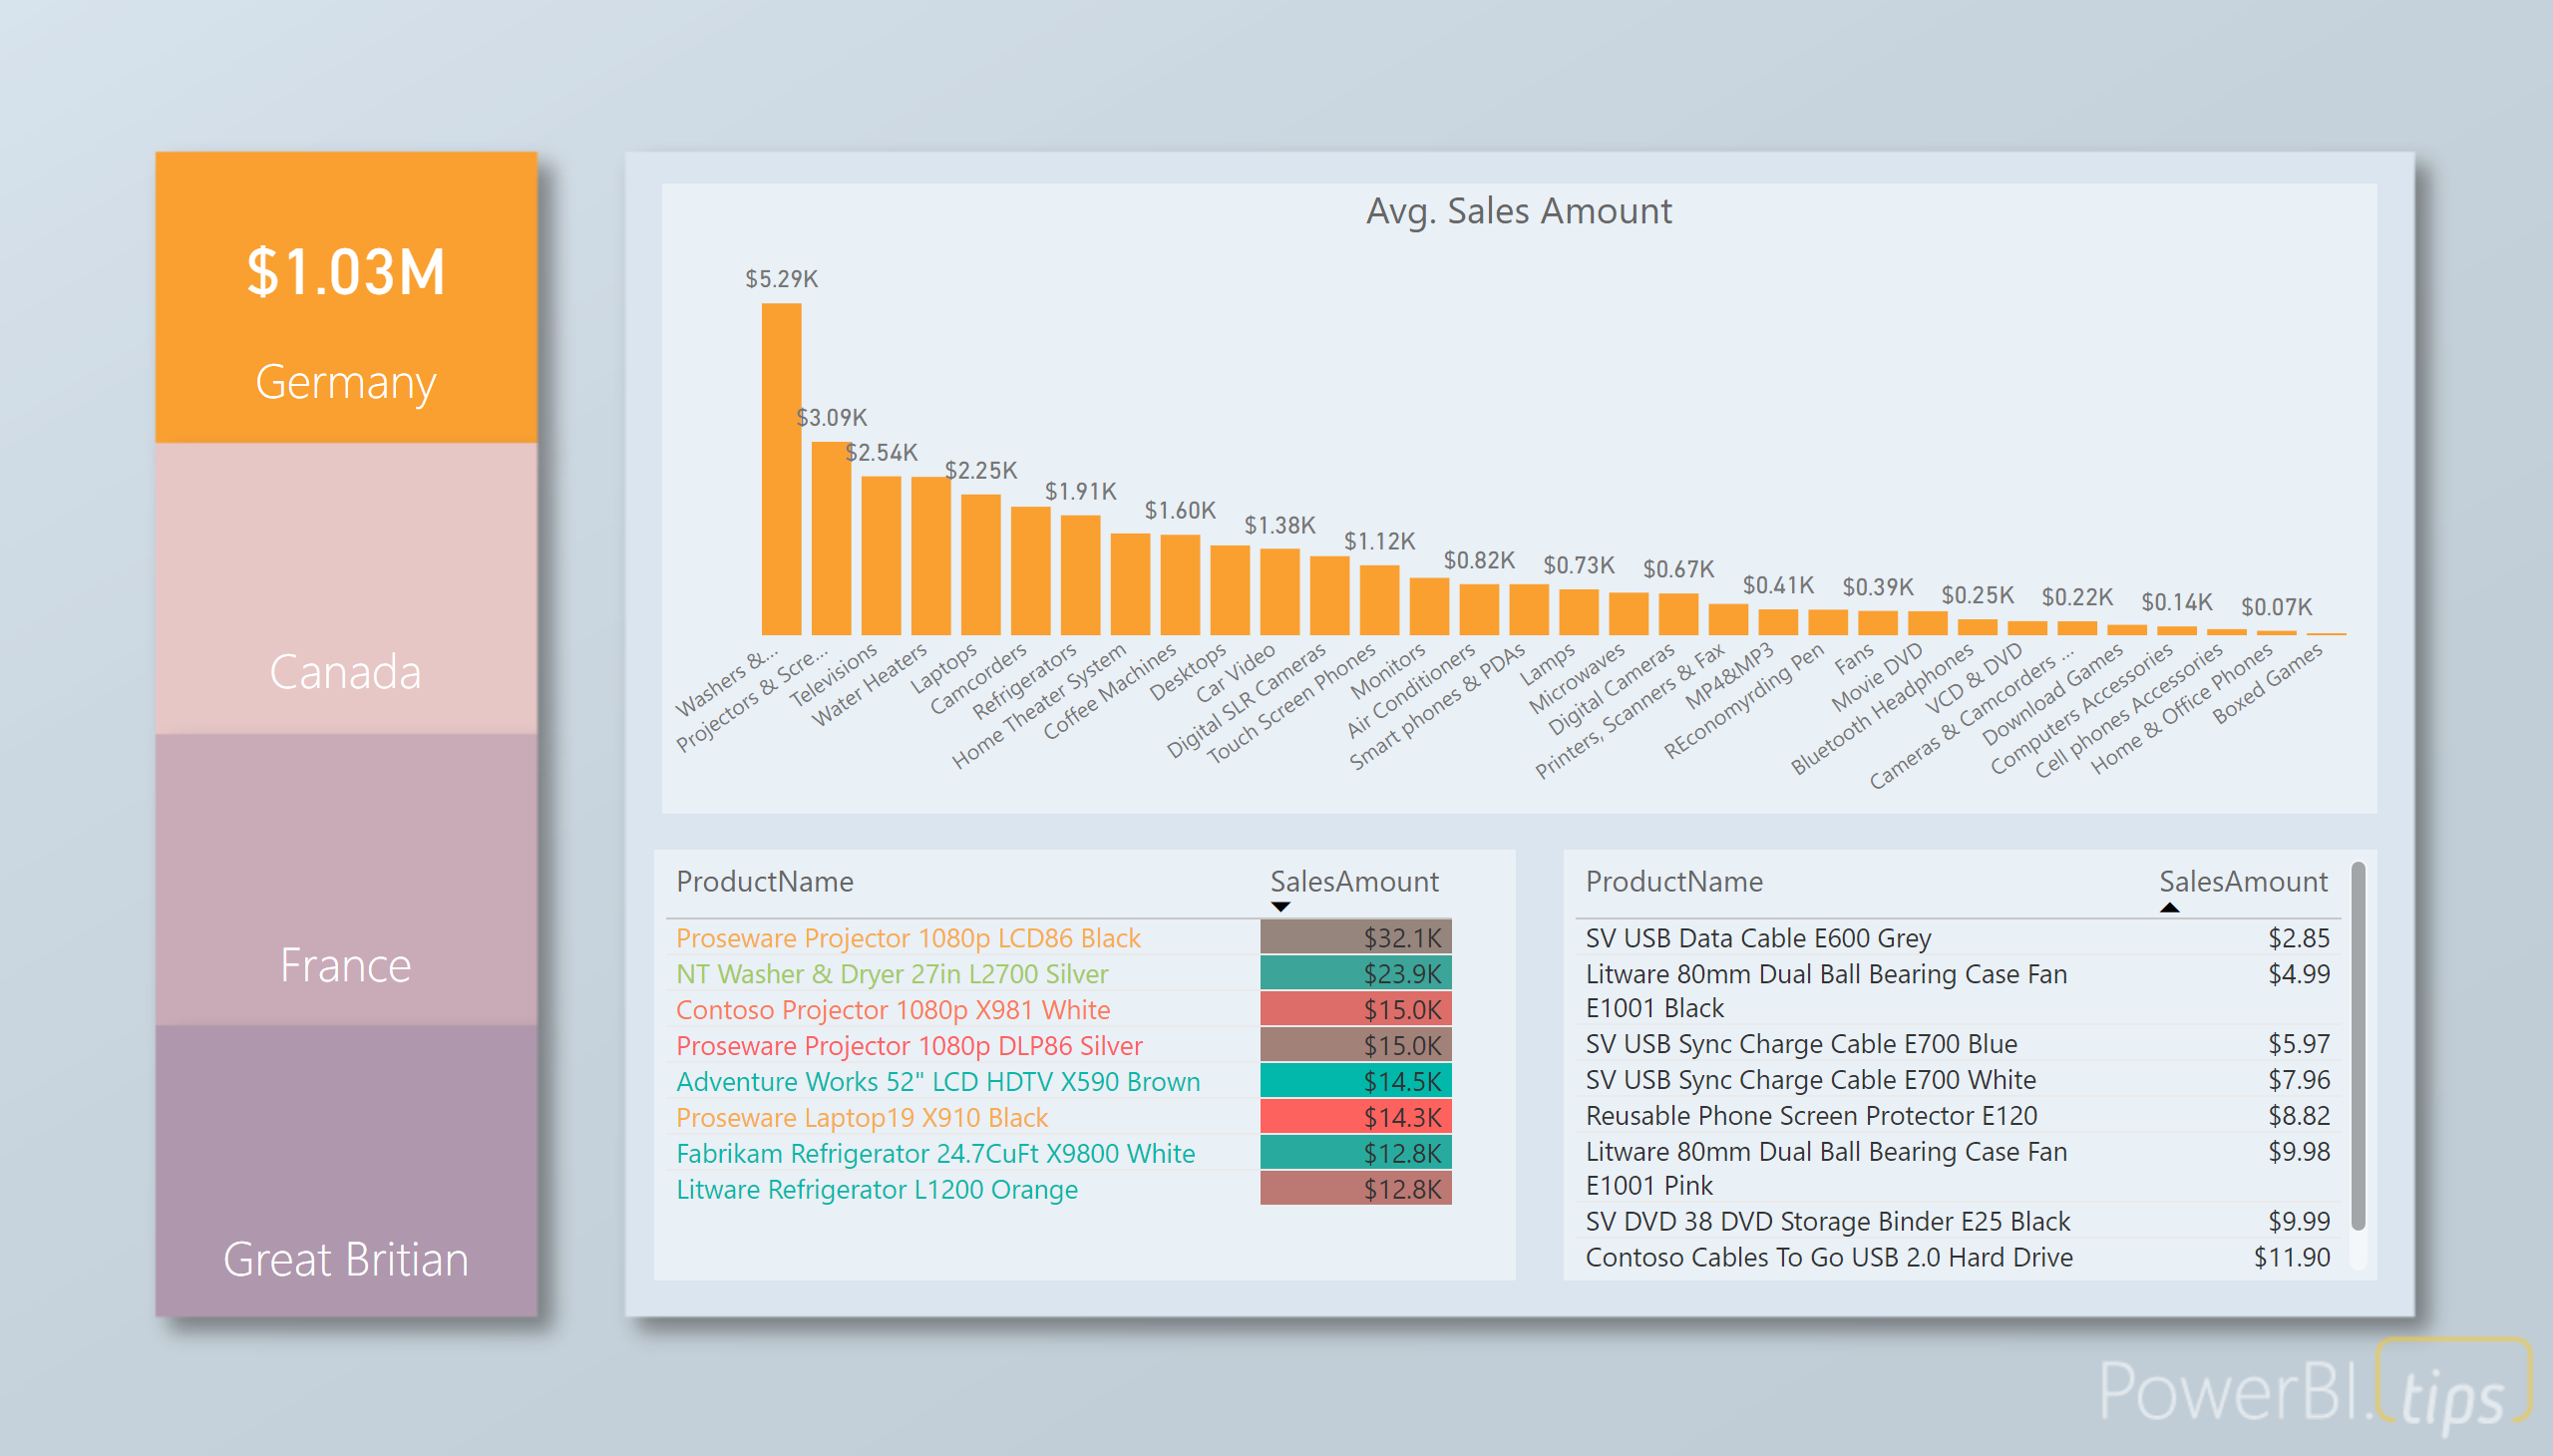 $1.03M
Germany
Canada
France
Great Britian
Avg. Sales Amount
$5.29K
$3.09K
$2.54K
$2.25K
$1.91K
$1.60K
$1.38K
$1.12K
$0.82K
$0.73K
$0.67K
$0.41K
$0.39K
$0.25K
$0.22K
$0.14K
$0.07K
Washers &...
Projectors & Scre...
Televisions
Water Heaters
Laptops
Camcorders
Refrigerators
Home Theater System
Coffee Machines
Desktops
Car Video
Digital SLR Cameras
Touch Screen Phones
Monitors
Air Conditioners
Smart phones & PDAs
Lamps
Microwaves
Digital Cameras
Printers, Scanners & Fax
MP4&MP3
REconomyrding Pen
Fans
Movie DVD
Bluetooth Headphones
VCD & DVD
Cameras & Camcorders ...
Download Games
Computers Accessories
Cell phones Accessories
Home & Office Phones
Boxed Games
ProductName SalesAmount
Proseware Projector 1080p LCD86 Black $32.1K
NT Washer & Dryer 27in L2700 Silver $23.9K
Contoso Projector 1080p X981 White $15.0K
Proseware Projector 1080p DLP86 Silver $15.0K
Adventure Works 52" LCD HDTV X590 Brown $14.5K
Proseware Laptop19 X910 Black $14.3K
Fabrikam Refrigerator 24.7CuFt X9800 White $12.8K
Litware Refrigerator L1200 Orange $12.8K
ProductName SalesAmount
SV USB Data Cable E600 Grey $2.85
Litware 80mm Dual Ball Bearing Case Fan $4.99
E1001 Black
SV USB Sync Charge Cable E700 Blue $5.97
SV USB Sync Charge Cable E700 White $7.96
Reusable Phone Screen Protector E120 $8.82
Litware 80mm Dual Ball Bearing Case Fan $9.98
E1001 Pink
SV DVD 38 DVD Storage Binder E25 Black $9.99
Contoso Cables To Go USB 2.0 Hard Drive $11.90
PowerBI.tips